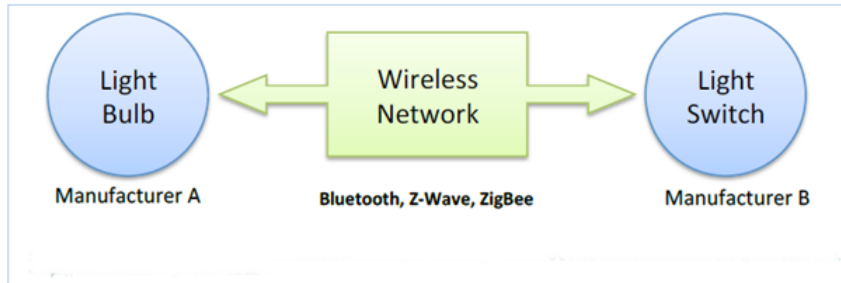 Light
Bulb
Wireless
Network
Light
Switch
Manufacturer A
Bluetooth, Z-Wave, ZigBee
Manufacturer B